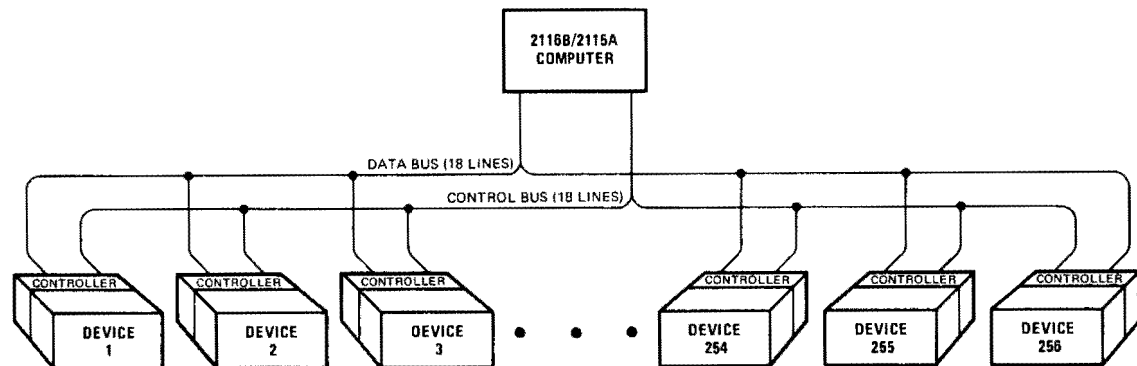 2116B/2115A
COMPUTER
DATA BUS (18 LINES)
CONTROL BUS (18 LINES)
CONTROLLER
CONTROLLER
CONTROLLER
CONTROLLER
CONTROLLER
CONTROLLER
DEVICE
1
DEVICE
2
DEVICE
3
DEVICE
254
DEVICE
255
DEVICE
256